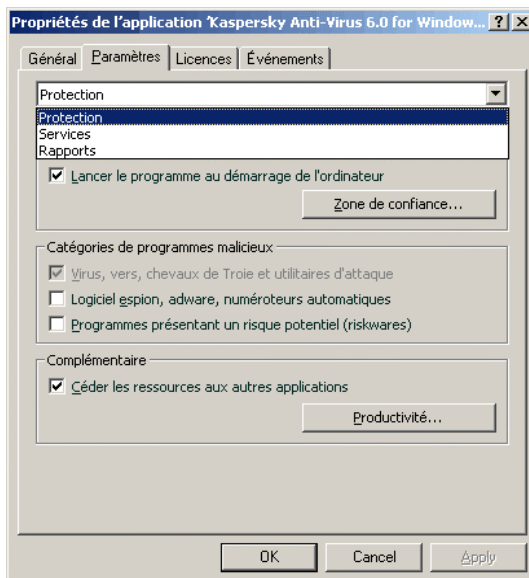 Propriétés de l'application 'Kaspersky Anti-Virus 6.0 for Window...
Général Paramètres Licences Événements
Protection
Protection
Services
Rapports
Lancer le programme au démarrage de l'ordinateur
Zone de confiance...
Catégories de programmes malicieux
Virus, vers, chevaux de Troie et utilitaires d'attaque
Logiciel espion, adware, numéroteurs automatiques
Programmes présentant un risque potentiel (riskwares)
Complémentaire
Céder les ressources aux autres applications
Productivité...
OK Cancel Apply